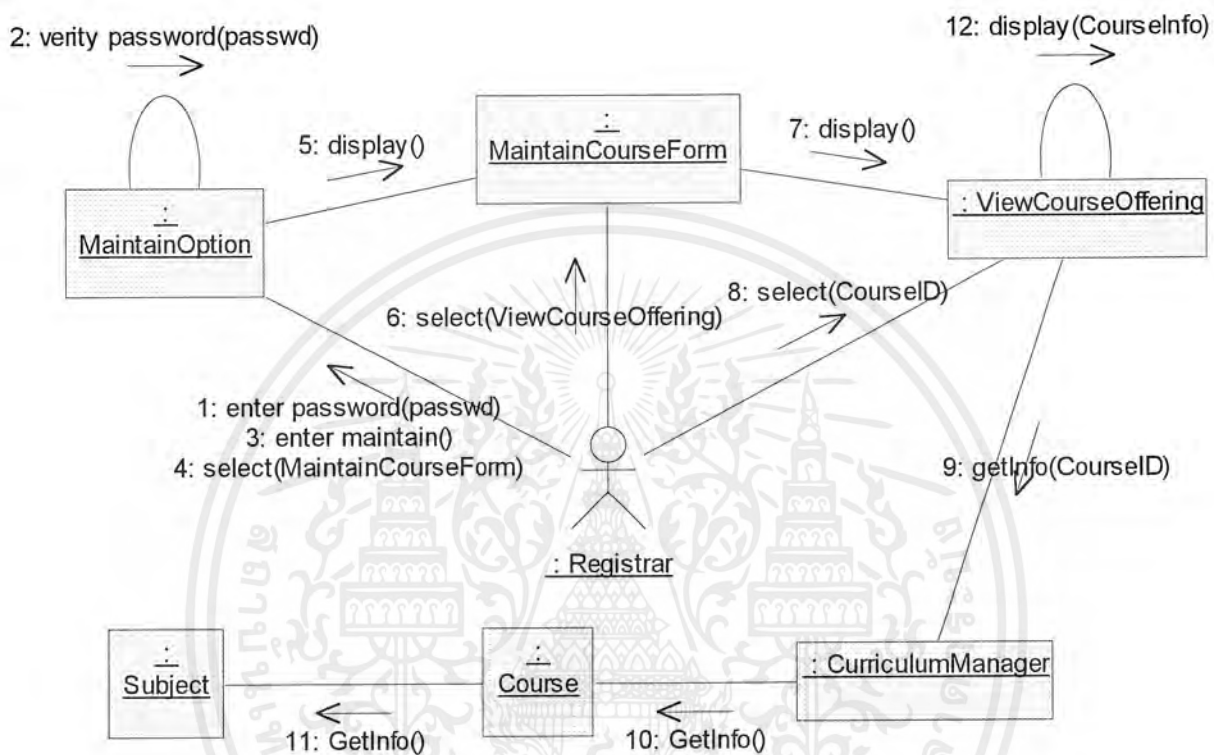 2: verity password(passwd)
12: display(CourseInfo)
5: display()
:
MaintainCourseForm
7: display()
:
MaintainOption
: ViewCourseOffering
8: select(CourseID)
6: select(ViewCourseOffering)
1: enter password(passwd)
3: enter maintain()
4: select(MaintainCourseForm)
9: getInfo(CourseID)
: Registrar
:
Subject
:
Course
: CurriculumManager
11: GetInfo()
10: GetInfo()